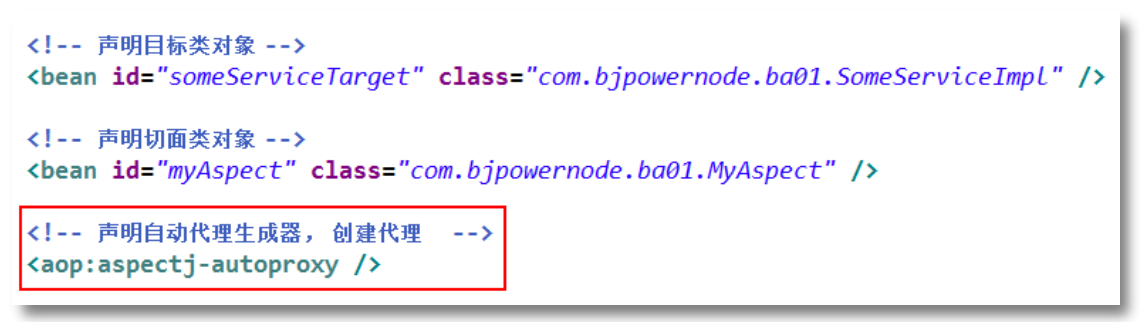 <!-- 声明目标类对象 -->
<bean id="someServiceTarget" class="com.bjpowernode.ba01.SomeServiceImpl" />
<!-- 声明切面类对象 -->
<bean id="myAspect" class="com.bjpowernode.ba01.MyAspect" />
<!-- 声明自动代理生成器, 创建代理 -->
<aop:aspectj-autoproxy />